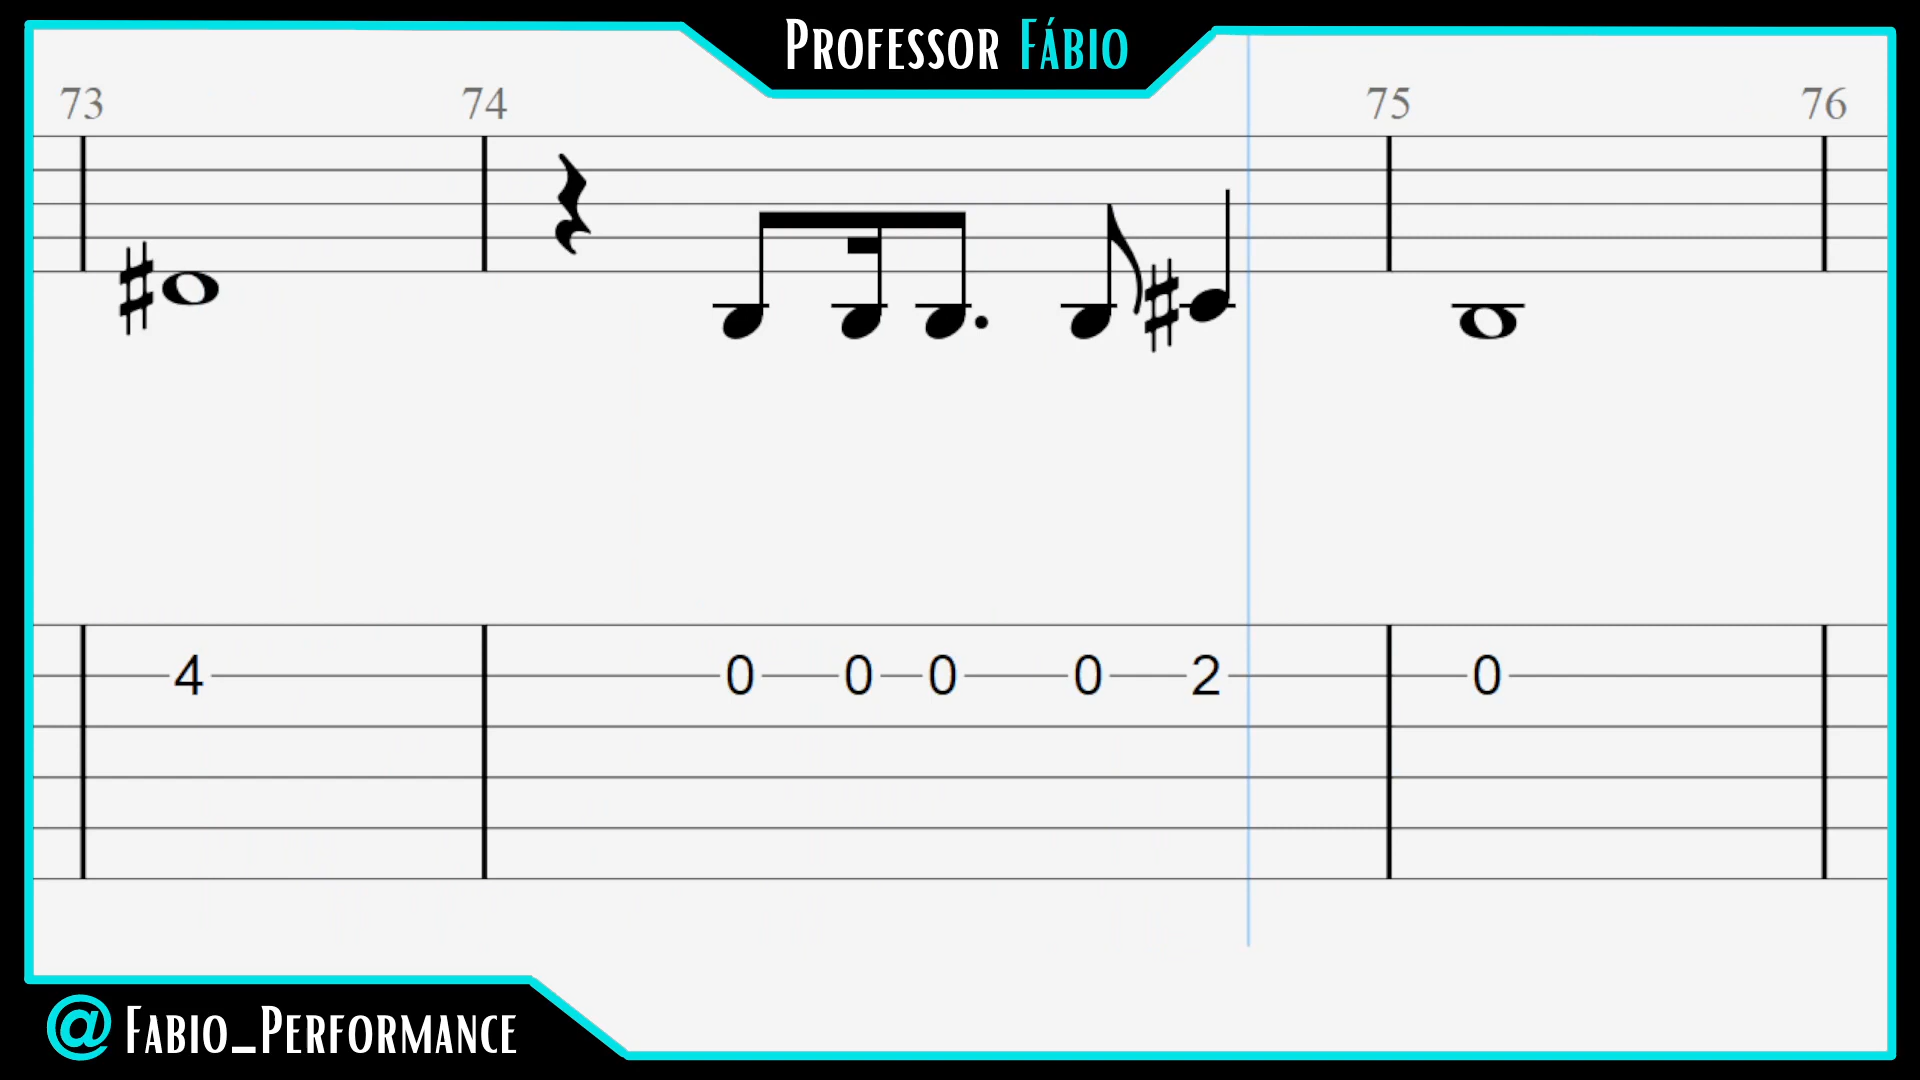 PROFESSOR FÁBIO
73 74 75 76
4 0 0 0 0 2 0
@FABIO_PERFORMANCE